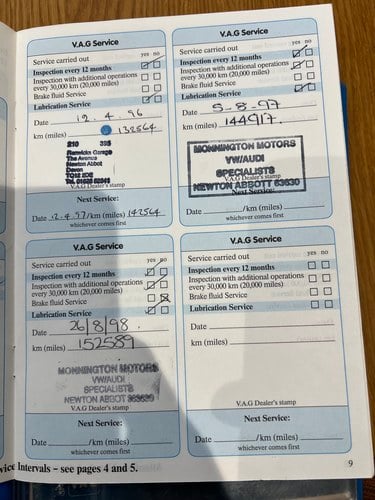 V.A.G Service
yes no
Service carried out
Inspection every 12 months
Inspection with additional operations
every 30,000 km (20,000 miles)
Brake fluid Service
Lubrication Service
Date 12.4.96
km (miles) 132564
210 395
Renwicks Garage
The Avenue
Newton Abbot
Devon
TQ12 2DE
V.A.G Dealer's stamp
Next Service:
Date 12.4.97/km (miles) 142564
whichever comes first
V.A.G Service
yes no
Service carried out
Inspection every 12 months
Inspection with additional operations
every 30,000 km (20,000 miles)
Brake fluid Service
Lubrication Service
Date 5-8-97
km (miles) 144917.
MONNINGTON MOTORS
VW/AUDI
SPECIALISTS
V.A.G Dealer's stamp
NEWTON ABBOTT 63630
Next Service:
Date /km (miles)
whichever comes first
V.A.G Service
yes no
Service carried out
Inspection every 12 months
Inspection with additional operations
every 30,000 km (20,000 miles)
Brake fluid Service
Lubrication Service
Date 26/8/98
km (miles) 152589
MONNINGTON MOTORS
VW/AUDI
SPECIALISTS
NEWTON ABBOT
V.A.G Dealer's stamp
Next Service:
Date /km (miles)
whichever comes first
V.A.G Service
yes no
Service carried out
Inspection every 12 months
Inspection with additional operations
every 30,000 km (20,000 miles)
Brake fluid Service
Lubrication Service
Date
km (miles)
V.A.G Dealer's stamp
Next Service:
Date /km (miles)
whichever comes first
vice Intervals – see pages 4 and 5.
9